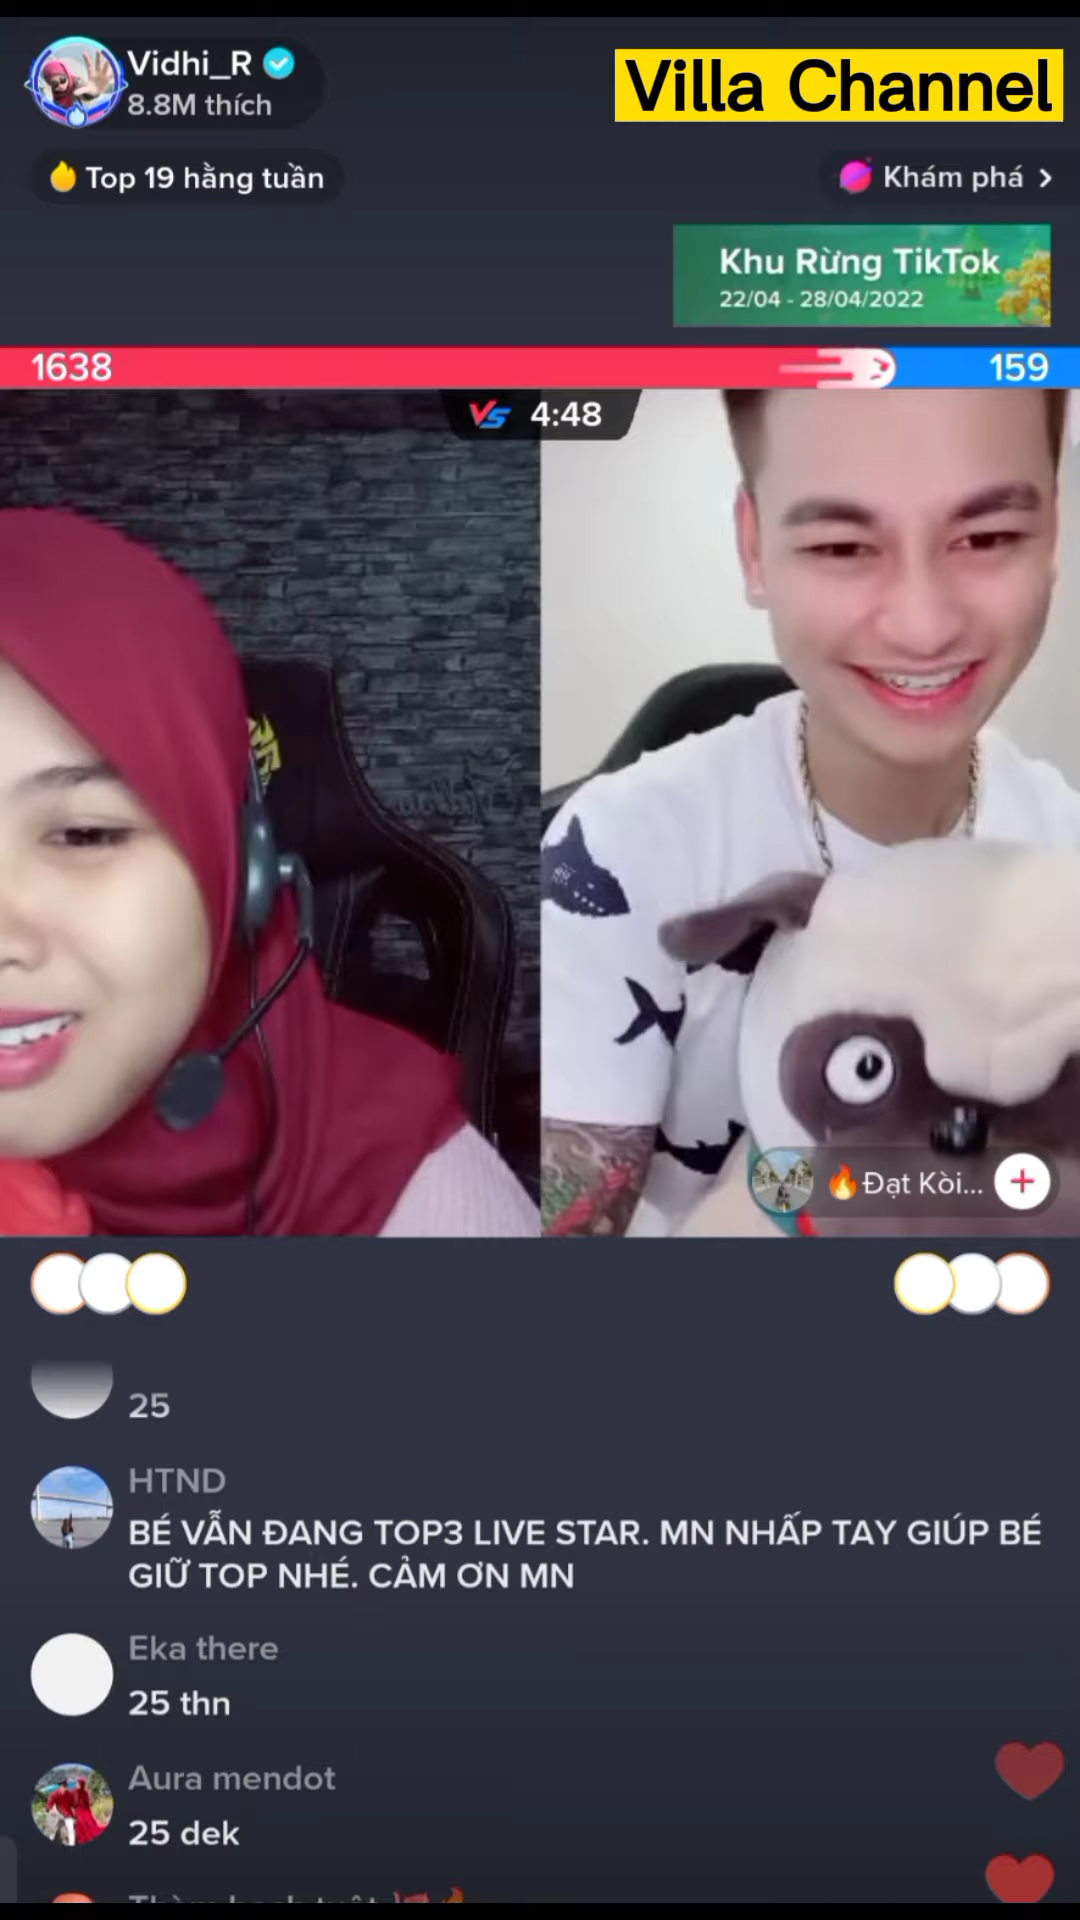 Vidhi_R
8.8M thích
Villa Channel
Top 19 hằng tuần
Khám phá
Khu Rừng TikTok
22/04 - 28/04/2022
1638
159
VS 4:48
🔥Đạt Kòi...
25
HTND
BÉ VẪN ĐANG TOP3 LIVE STAR. MN NHẤP TAY GIÚP BÉ
GIỮ TOP NHÉ. CẢM ƠN MN
Eka there
25 thn
Aura mendot
25 dek